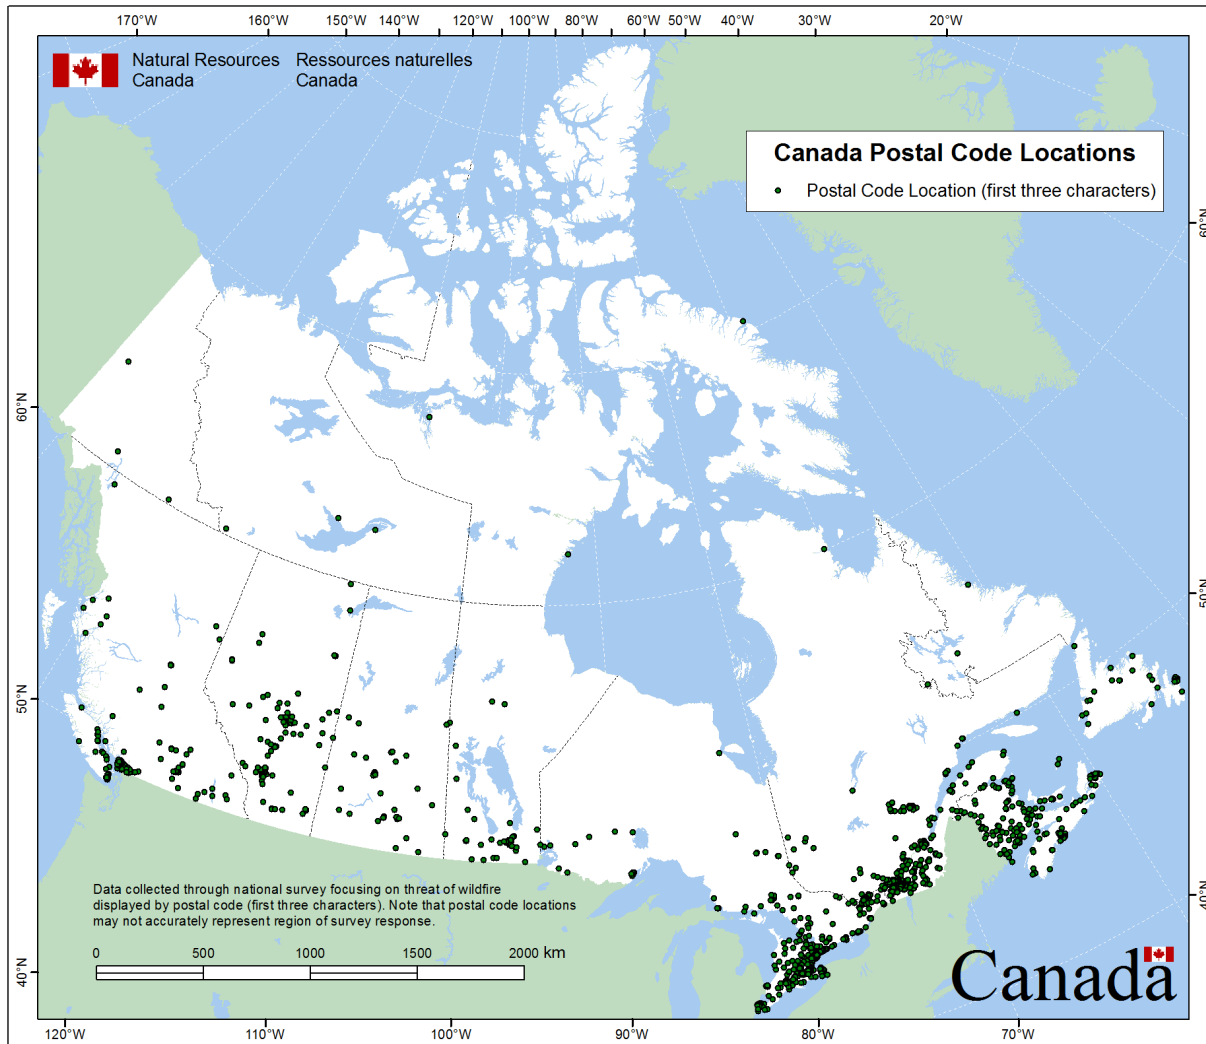 170°W 160°W 150°W 140°W 120°W 100°W 80°W 60°W 50°W 40°W 30°W 20°W
Natural Resources Ressources naturelles
Canada Canada
Canada Postal Code Locations
Postal Code Location (first three characters)
60°N
60°N
50°N
50°N
40°N
40°N
Data collected through national survey focusing on threat of wildfire
displayed by postal code (first three characters). Note that postal code locations
may not accurately represent region of survey response.
0 500 1000 1500 2000 km
Canada
120°W 110°W 100°W 90°W 80°W 70°W